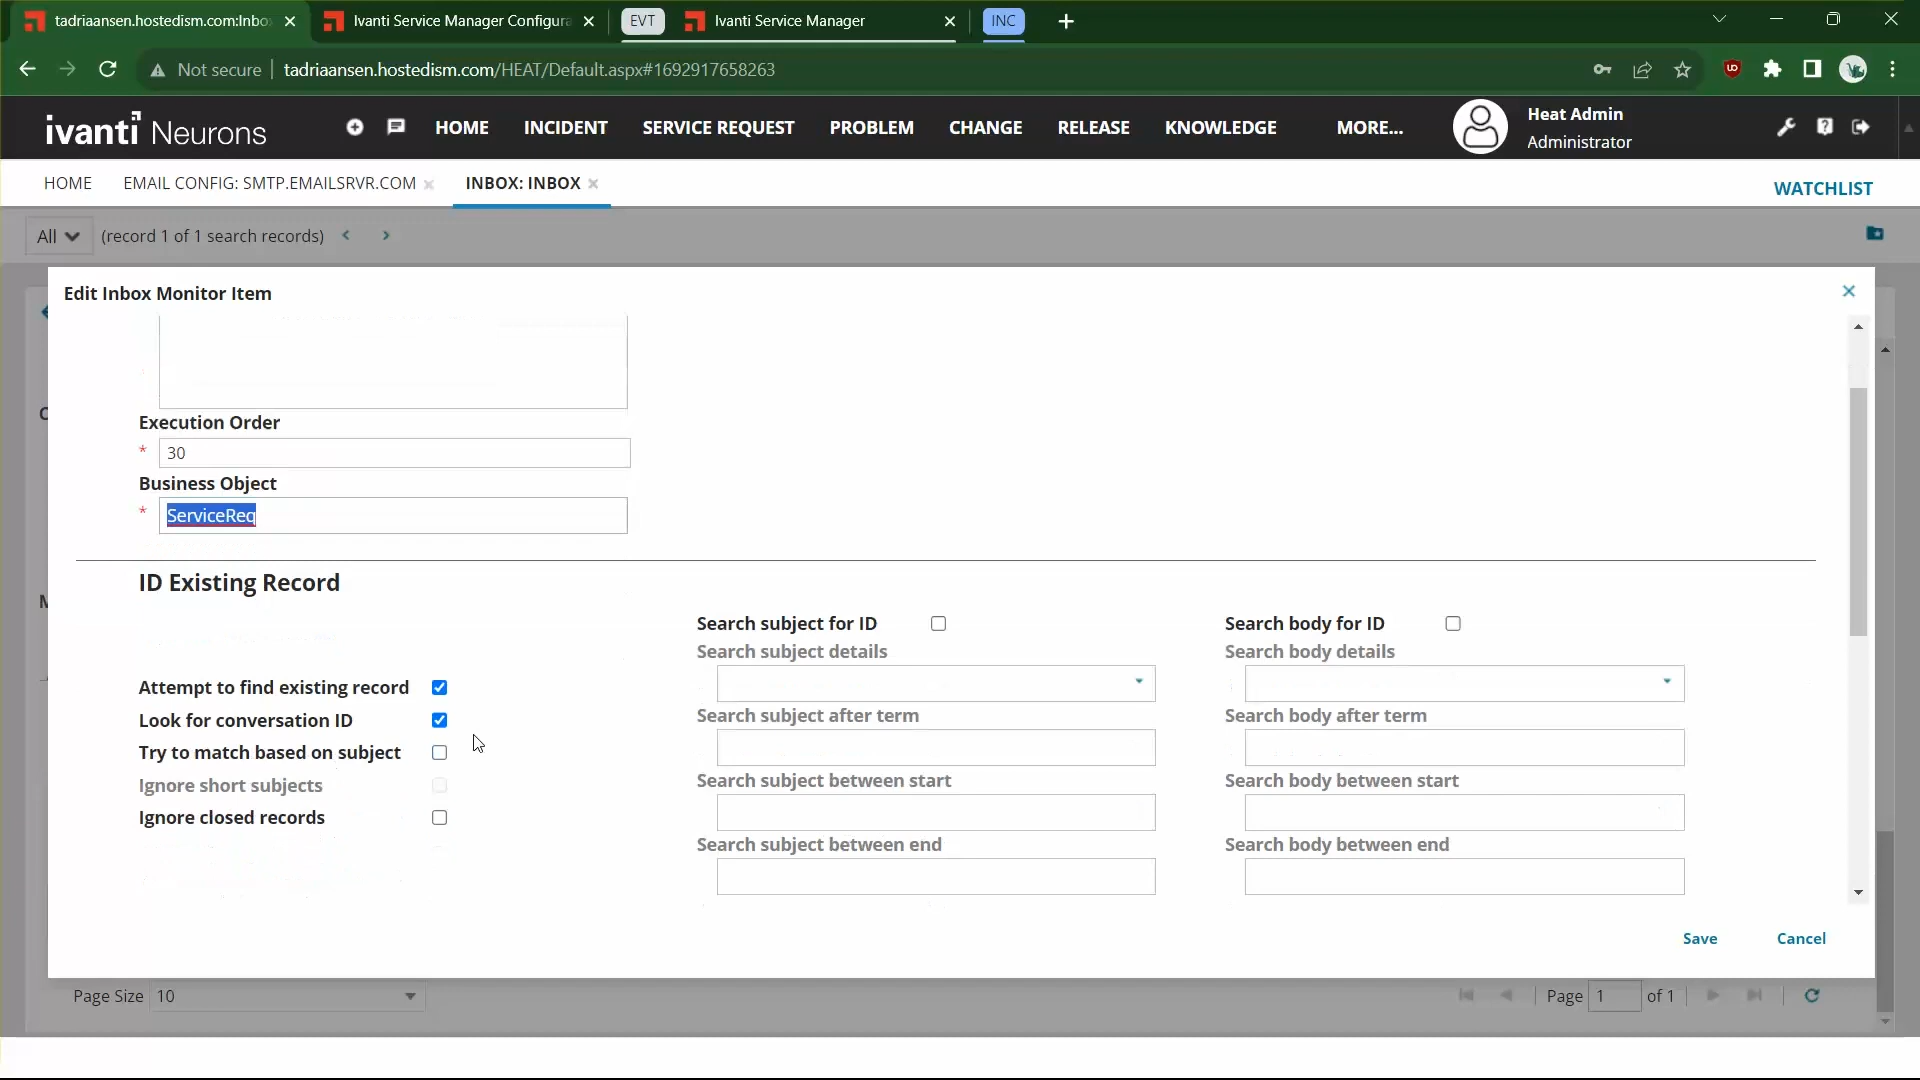 tadriaansen.hostedism.com:Inbo
Ivanti Service Manager Configura
EVT
Ivanti Service Manager
INC
Not secure
tadriaansen.hostedism.com/HEAT/Default.aspx#1692917658263
ivanti Neurons
HOME
INCIDENT
SERVICE REQUEST
PROBLEM
CHANGE
RELEASE
KNOWLEDGE
MORE...
Heat Admin
Administrator
HOME
EMAIL CONFIG: SMTP.EMAILSRVR.COM
INBOX: INBOX
WATCHLIST
All
(record 1 of 1 search records)
Edit Inbox Monitor Item
Execution Order
* 30
Business Object
* ServiceReq
ID Existing Record
Attempt to find existing record
Look for conversation ID
Try to match based on subject
Ignore short subjects
Ignore closed records
Search subject for ID
Search subject details
Search subject after term
Search subject between start
Search subject between end
Search body for ID
Search body details
Search body after term
Search body between start
Search body between end
Save
Cancel
Page Size 10
Page 1 of 1